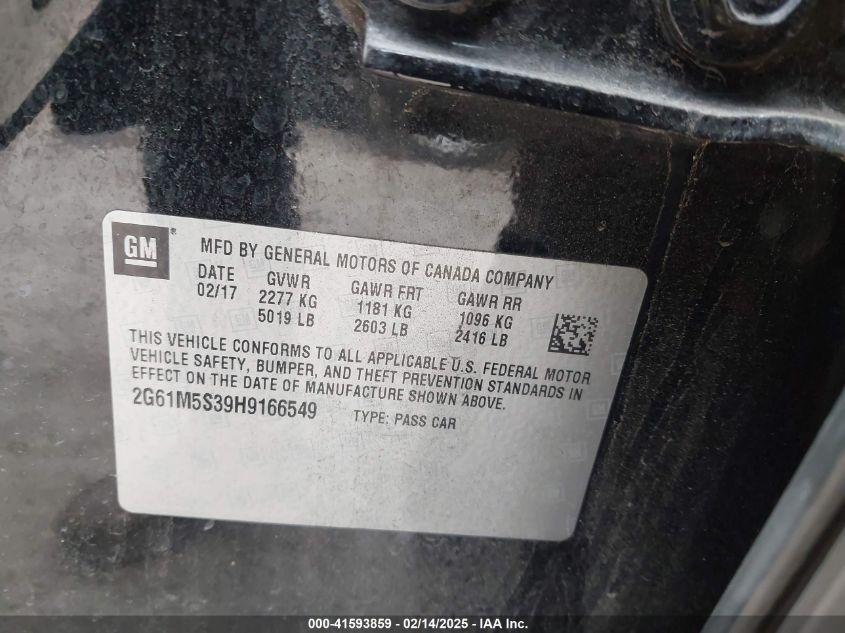 GM ®
MFD BY GENERAL MOTORS OF CANADA COMPANY
DATE GVWR GAWR FRT GAWR RR
02/17 2277 KG 1181 KG 1096 KG
5019 LB 2603 LB 2416 LB
THIS VEHICLE CONFORMS TO ALL APPLICABLE U.S. FEDERAL MOTOR
VEHICLE SAFETY, BUMPER, AND THEFT PREVENTION STANDARDS IN
EFFECT ON THE DATE OF MANUFACTURE SHOWN ABOVE.
2G61M5S39H9166549 TYPE: PASS CAR
000-41593859 - 02/14/2025 - © IAA Inc.